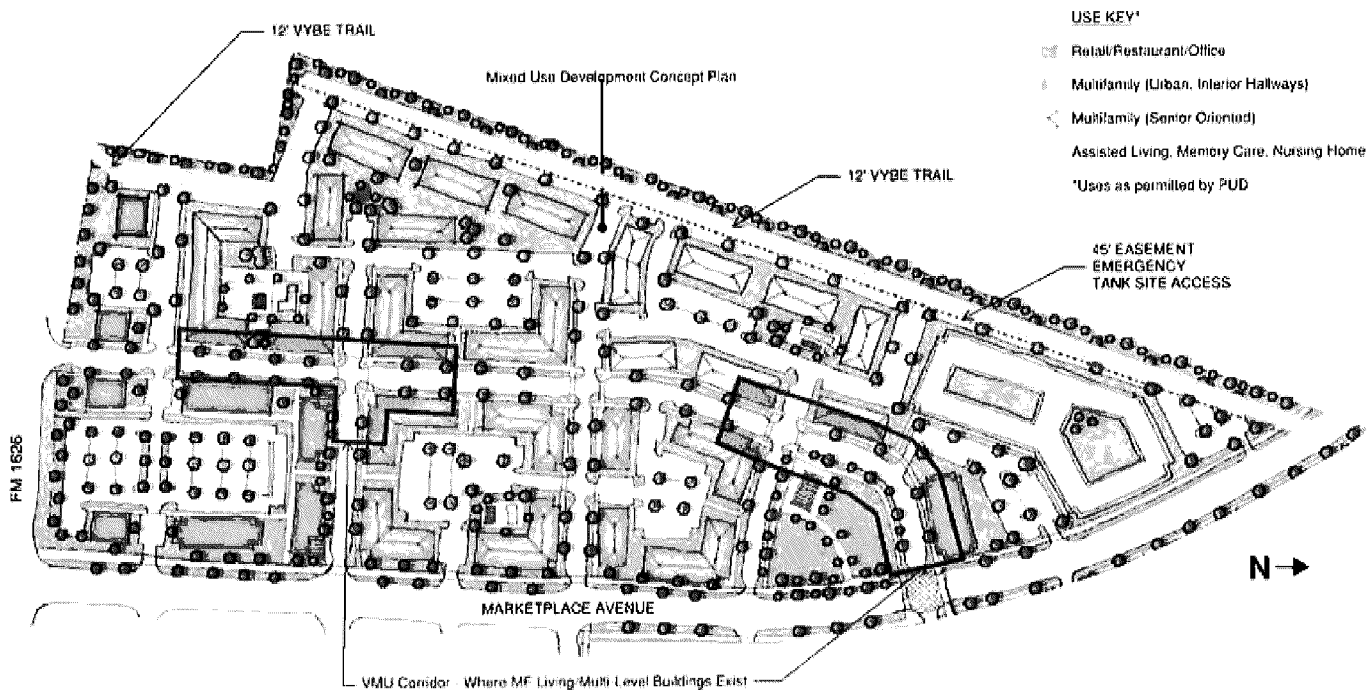 USE KEY*
12' VYBE TRAIL
Retail/Restaurant/Office
Mixed Use Development Concept Plan
Multifamily (Urban, Interior Hallways)
Multifamily (Senior Oriented)
Assisted Living, Memory Care, Nursing Home
12' VYBE TRAIL
*Uses as permitted by PUD
45' EASEMENT
EMERGENCY
TANK SITE ACCESS
FM 1626
N
MARKETPLACE AVENUE
VMU Corridor - Where MF Living/Multi Level Buildings Exist